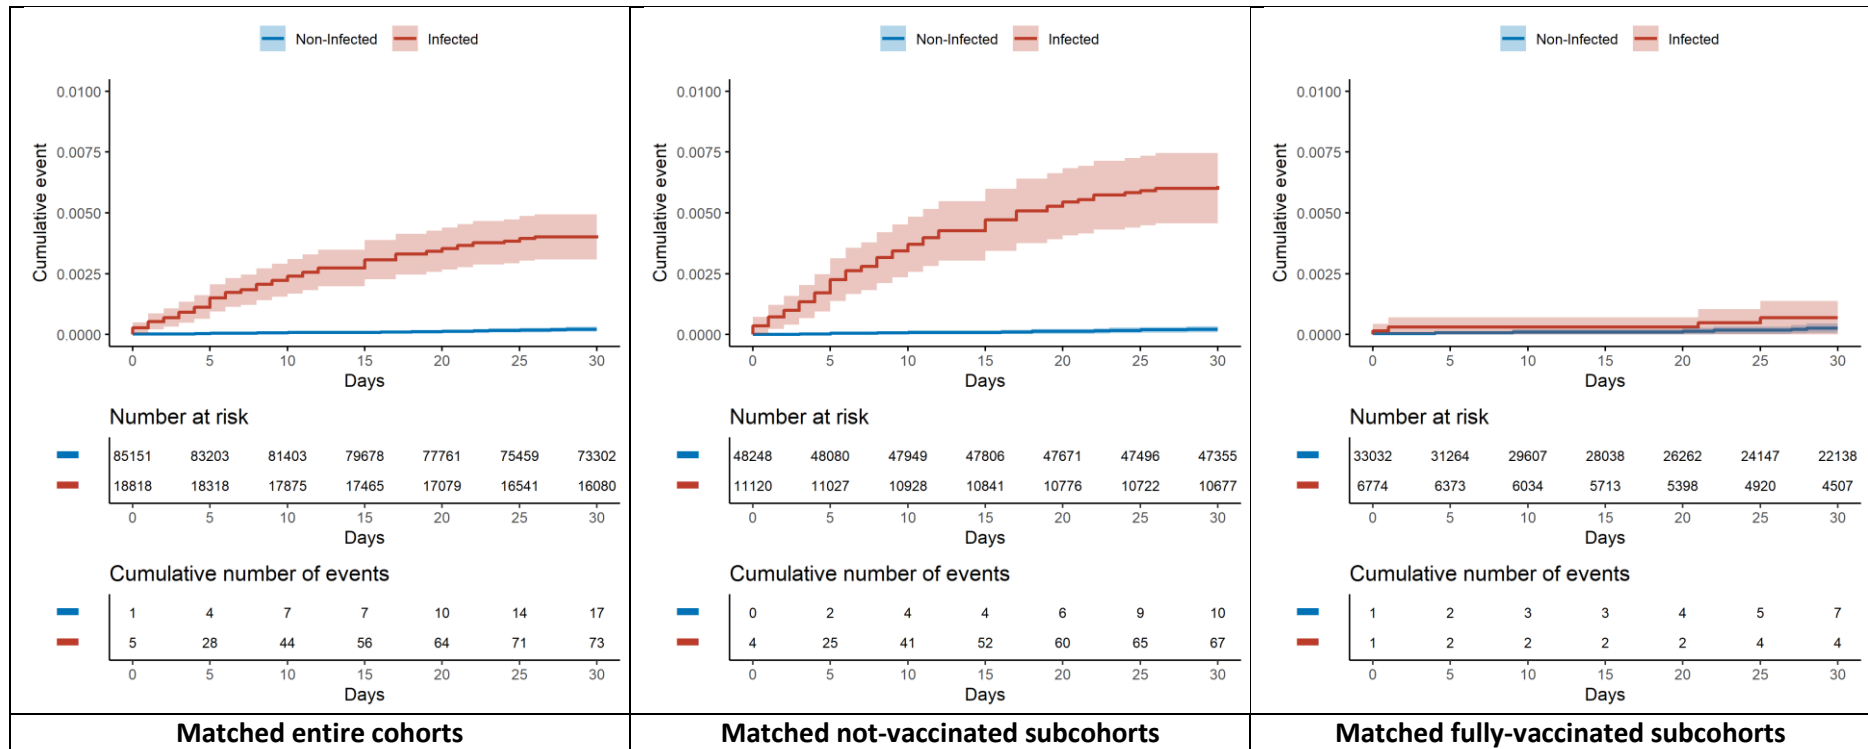 Non-Infected Infected
0.0100
0.0075
0.0050
0.0025
0.0000
Cumulative event
0 5 10 15 20 25 30
Days
Number at risk
85151 83203 81403 79678 77761 75459 73302
18818 18318 17875 17465 17079 16541 16080
0 5 10 15 20 25 30
Days
Cumulative number of events
1 4 7 7 10 14 17
5 28 44 56 64 71 73
0 5 10 15 20 25 30
Days
Matched entire cohorts
Non-Infected Infected
0.0100
0.0075
0.0050
0.0025
0.0000
Cumulative event
0 5 10 15 20 25 30
Days
Number at risk
48248 48080 47949 47806 47671 47496 47355
11120 11027 10928 10841 10776 10722 10677
0 5 10 15 20 25 30
Days
Cumulative number of events
0 2 4 4 6 9 10
4 25 41 52 60 65 67
0 5 10 15 20 25 30
Days
Matched not-vaccinated subcohorts
Non-Infected Infected
0.0100
0.0075
0.0050
0.0025
0.0000
Cumulative event
0 5 10 15 20 25 30
Days
Number at risk
33032 31264 29607 28038 26262 24147 22138
6774 6373 6034 5713 5398 4920 4507
0 5 10 15 20 25 30
Days
Cumulative number of events
1 2 3 3 4 5 7
1 2 2 2 2 4 4
0 5 10 15 20 25 30
Days
Matched fully-vaccinated subcohorts